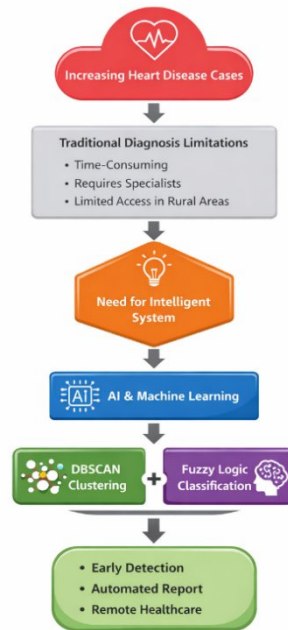 Increasing Heart Disease Cases
Traditional Diagnosis Limitations
• Time-Consuming
• Requires Specialists
• Limited Access in Rural Areas
Need for Intelligent
System
Ai
AI & Machine Learning
DBSCAN
Clustering
+
Fuzzy Logic
Classification
• Early Detection
• Automated Report
• Remote Healthcare